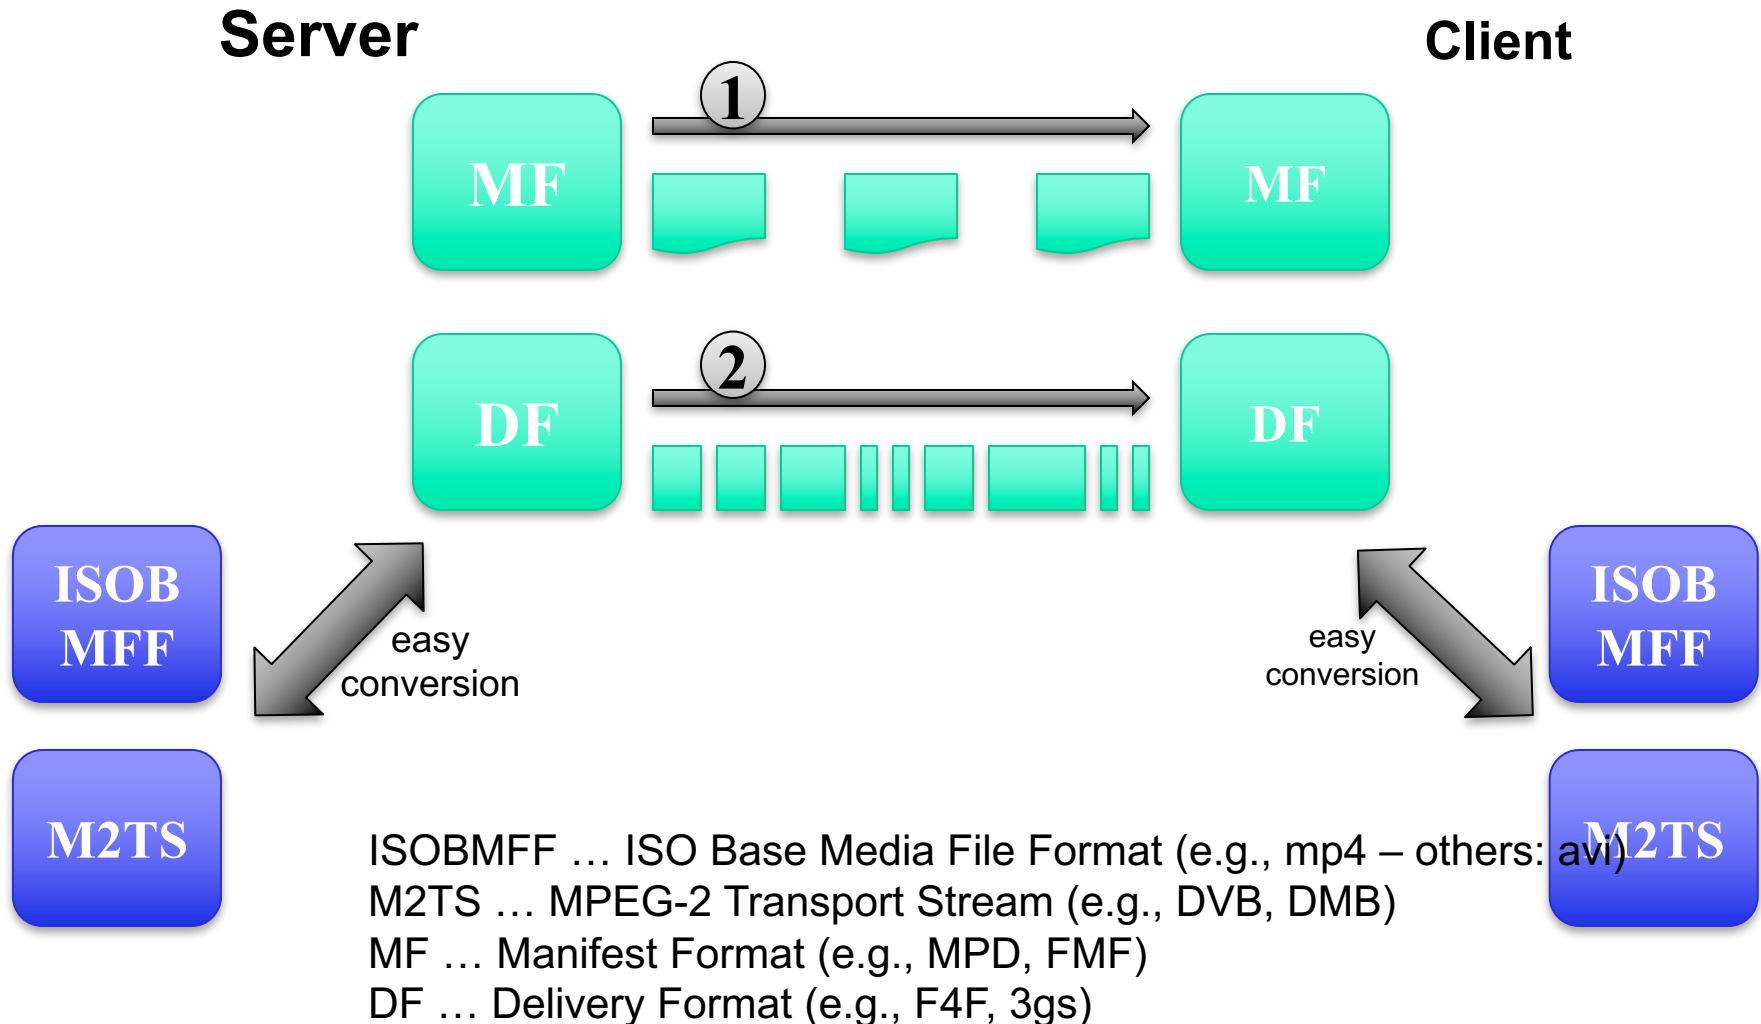 Server
Client
1
MF
MF
2
DF
DF
ISOB
MFF
easy
conversion
easy
conversion
ISOB
MFF
M2TS
M2TS
ISOBMFF … ISO Base Media File Format (e.g., mp4 – others: avi)
M2TS … MPEG-2 Transport Stream (e.g., DVB, DMB)
MF … Manifest Format (e.g., MPD, FMF)
DF … Delivery Format (e.g., F4F, 3gs)